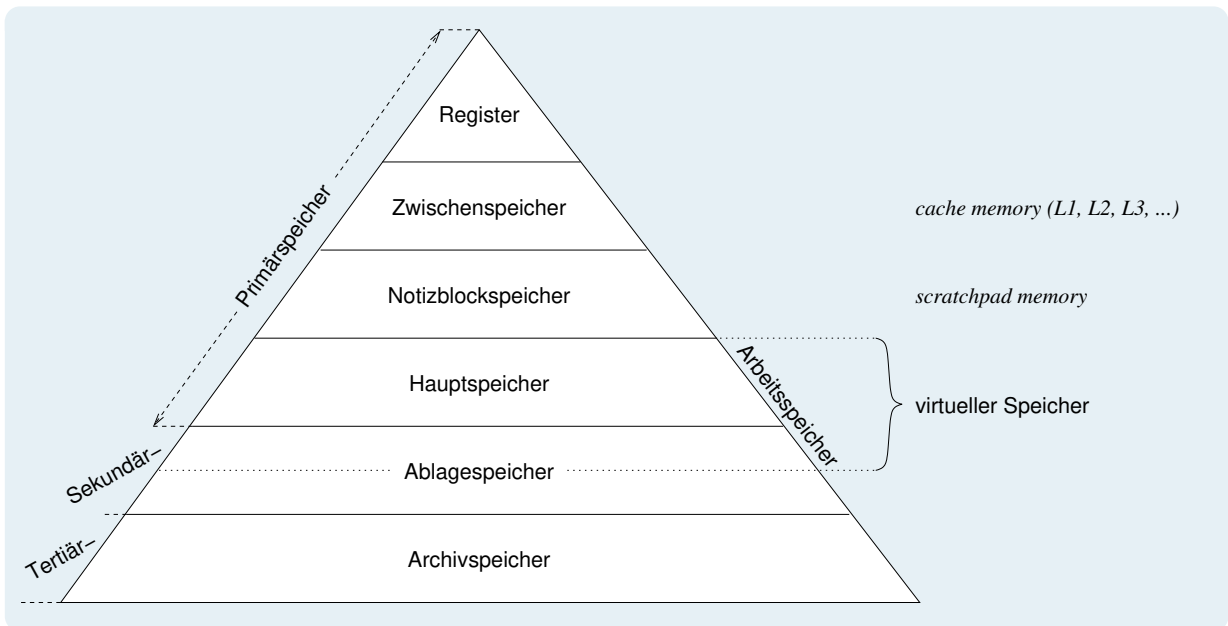 Register
Primärspeicher
Zwischenspeicher
cache memory (L1, L2, L3, ...)
Notizblockspeicher
scratchpad memory
Hauptspeicher
Arbeitsspeicher
virtueller Speicher
Sekundär–
Ablagespeicher
Tertiär–
Archivspeicher